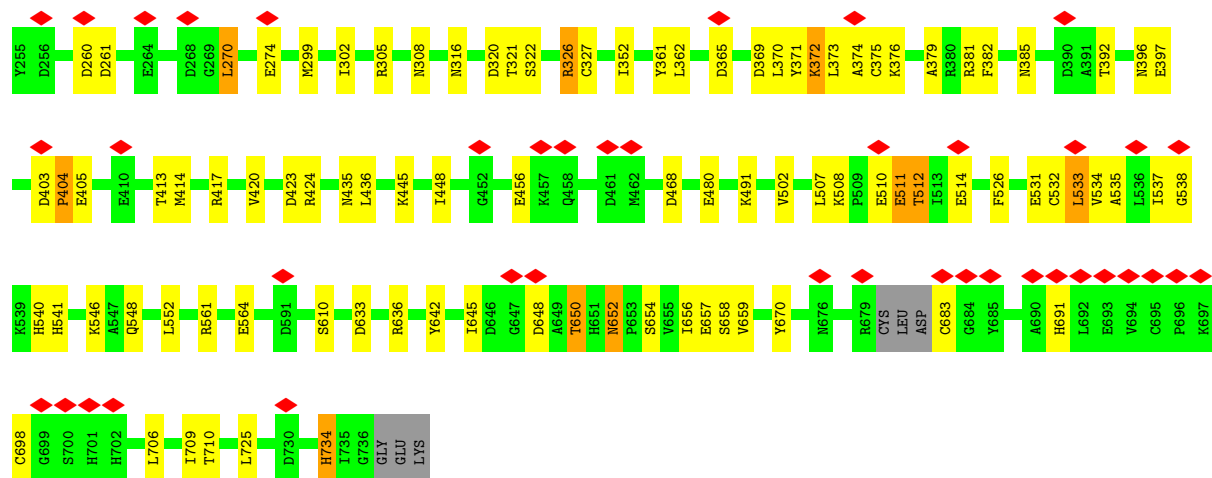 Y255 D256 D260 D261 E264 D268 G269 L270 E274 M299 I302 R305 N308 N316 D320 T321 S322 R326 C327 I352 Y361 L362 D365 D369 L370 Y371 K372 L373 A374 C375 K376 A379 R380 R381 F382 N385 D390 A391 T392 N396 E397
D403 P404 E405 E410 T413 M414 R417 V420 D423 R424 N435 L436 K445 I448 G452 E456 K457 Q458 D461 M462 D468 E480 K491 V502 L507 K508 P509 E510 E511 T512 I513 E514 F526 E531 C532 L533 V534 A535 L536 I537 G538
K539 H540 H541 K546 A547 Q548 L552 R561 E564 D591 S610 D633 R636 Y642 I645 D646 G647 D648 A649 T650 H651 N652 P653 S654 V655 I656 E657 S658 V659 Y670 N676 R679 CYS LEU ASP C683 G684 Y685 A690 H691 L692 E693 V694 C695 P696 K697
C698 G699 S700 H701 H702 L706 I709 T710 L725 D730 H734 I735 G736 GLY GLU LYS